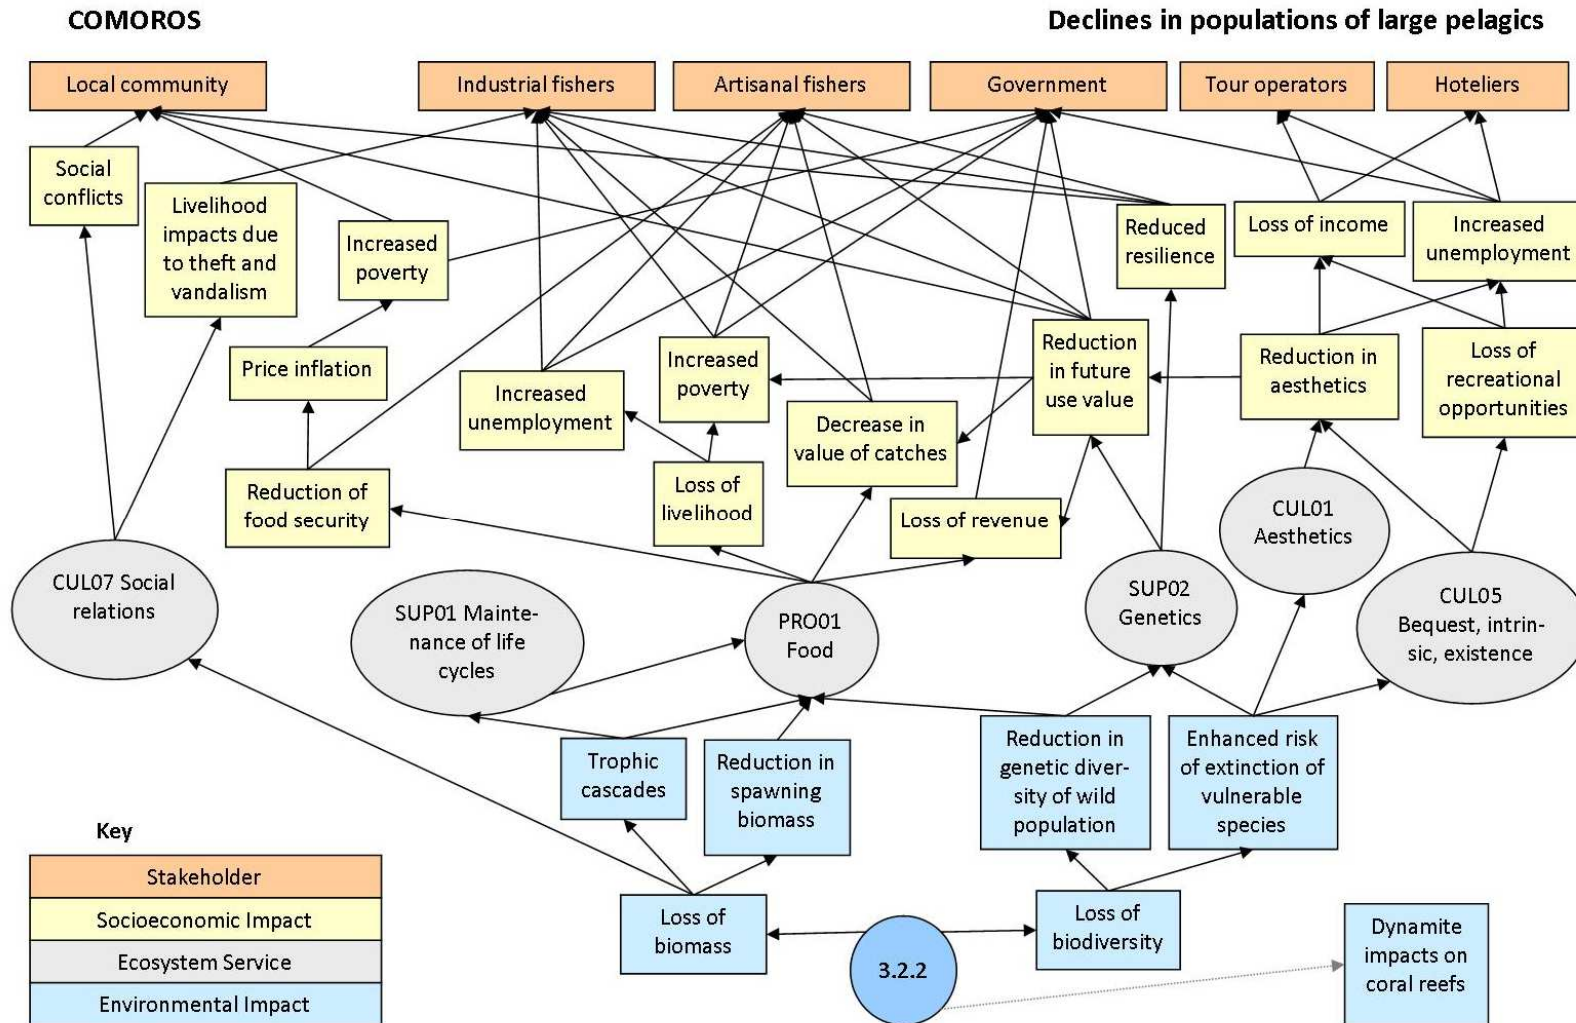 COMOROS
Declines in populations of large pelagics
Local community
Industrial fishers
Artisanal fishers
Government
Tour operators
Hoteliers
Social
conflicts
Livelihood
impacts due
to theft and
vandalism
Increased
poverty
Reduced
resilience
Loss of income
Increased
unemployment
Price inflation
Increased
unemployment
Increased
poverty
Decrease in
value of catches
Reduction
in future
use value
Reduction in
aesthetics
Loss of
recreational
opportunities
Reduction of
food security
Loss of
livelihood
Loss of revenue
CUL07 Social
relations
SUP01 Mainte-
nance of life
cycles
PRO01
Food
SUP02
Genetics
CUL01
Aesthetics
CUL05
Bequest, intrin-
sic, existence
Trophic
cascades
Reduction in
spawning
biomass
Reduction in
genetic diver-
sity of wild
population
Enhanced risk
of extinction of
vulnerable
species
Loss of
biomass
3.2.2
Loss of
biodiversity
Dynamite
impacts on
coral reefs
Key
Stakeholder
Socioeconomic Impact
Ecosystem Service
Environmental Impact